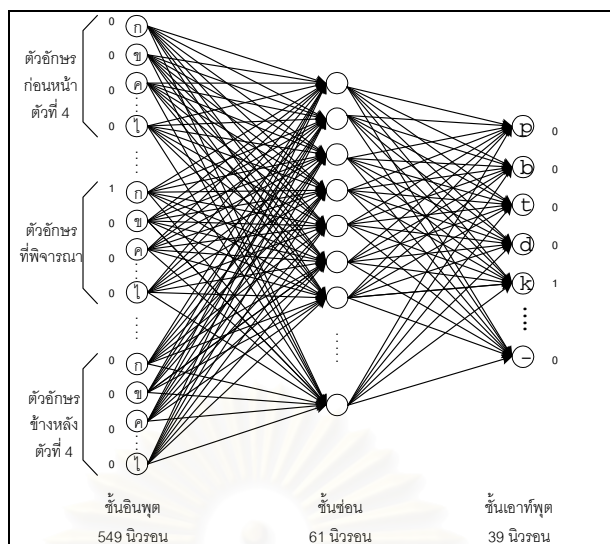 ตัวอักษร
ก่อนหน้า
ตัวที่ 4
0 ก
0 ข
0 ค
0 ไ
ตัวอักษร
ที่พิจารณา
1 ก
0 ข
0 ค
0 ไ
ตัวอักษร
ข้างหลัง
ตัวที่ 4
0 ก
0 ข
0 ค
0 ไ
p 0
b 0
t 0
d 0
k 1
- 0
ชั้นอินพุต
549 นิวรอน
ชั้นซ่อน
61 นิวรอน
ชั้นเอาท์พุต
39 นิวรอน